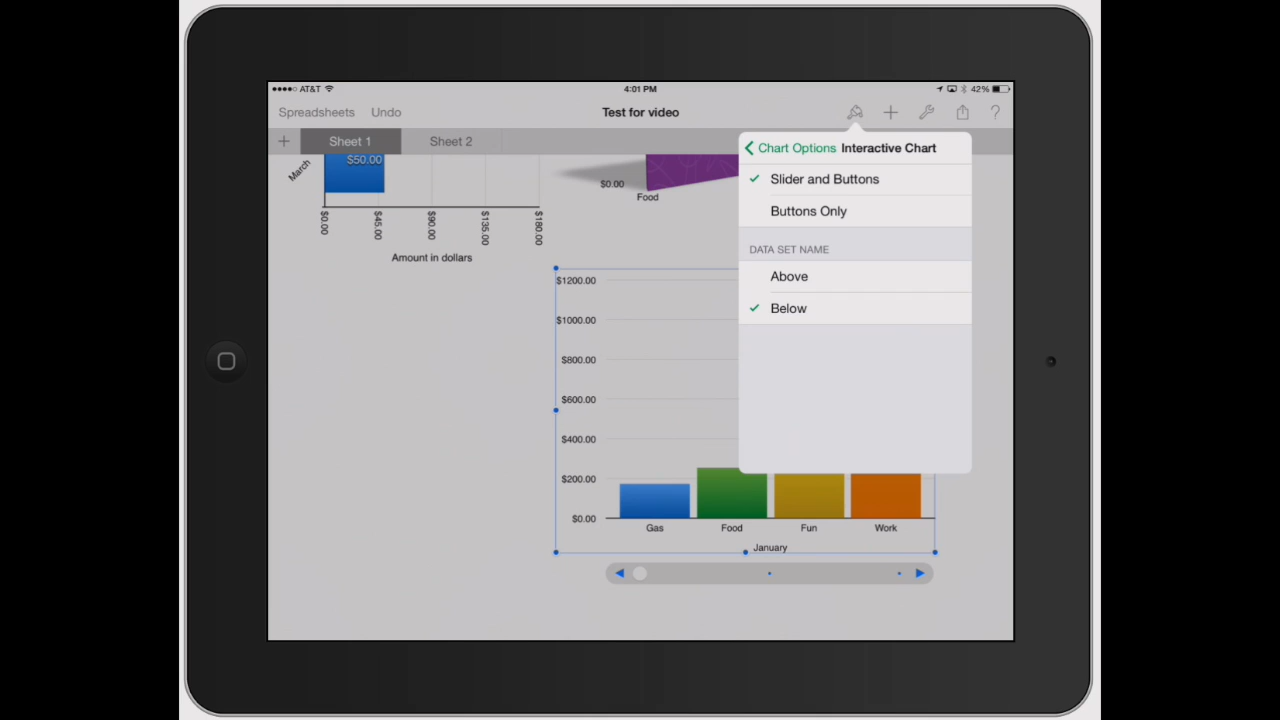 AT&T 4:01 PM 42%
Spreadsheets Undo Test for video ?
Sheet 1 Sheet 2
Chart Options Interactive Chart
Slider and Buttons
Buttons Only
DATA SET NAME
Above
Below
March
$50.00
$0.00 $45.00 $90.00 $135.00 $180.00
Amount in dollars
$0.00
Food
$1200.00
$1000.00
$800.00
$600.00
$400.00
$200.00
$0.00
Gas Food Fun Work
January